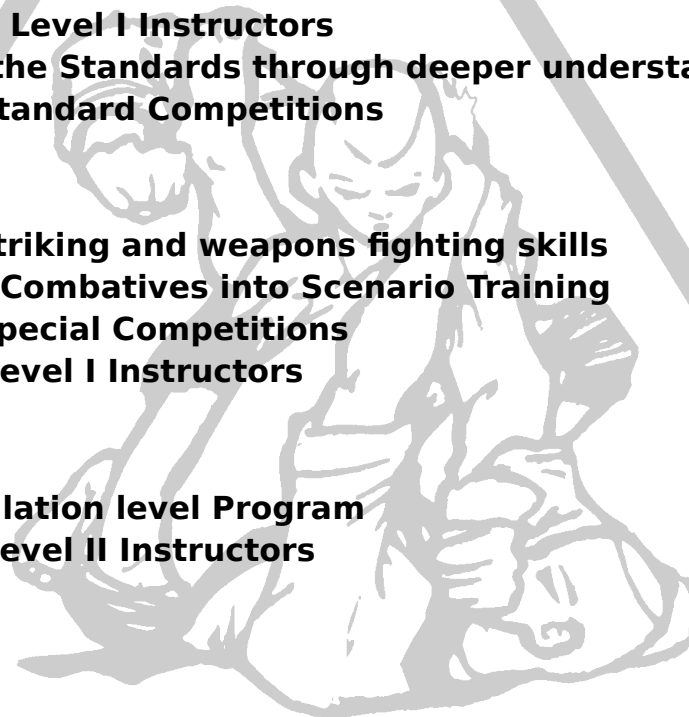 Level I Instructors
the Standards through deeper understa
tandard Competitions
triking and weapons fighting skills
Combatives into Scenario Training
pecial Competitions
evel I Instructors
lation level Program
evel II Instructors